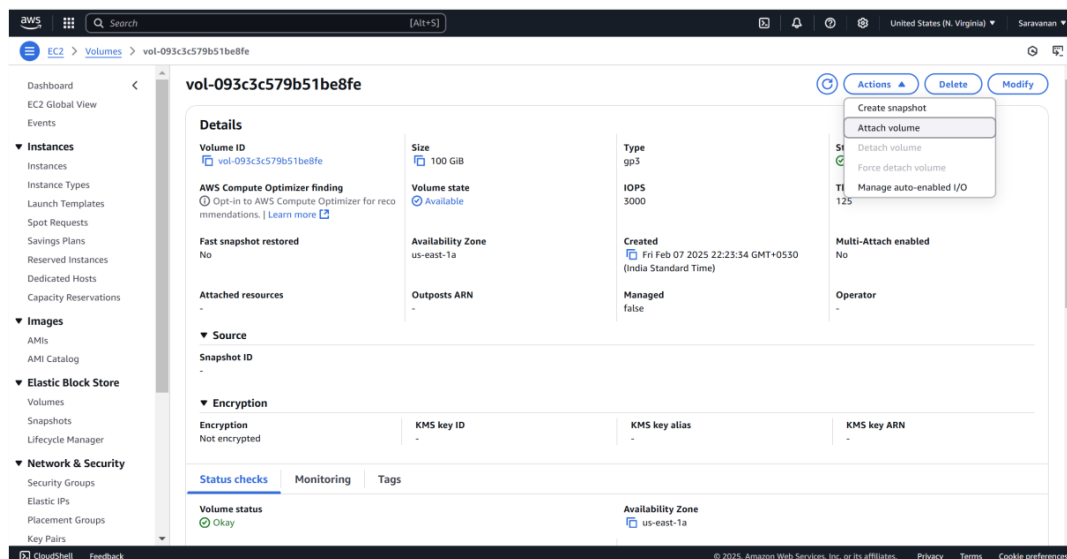 aws
Search [Alt+S]
United States (N. Virginia) ▼ Saravanan ▼
EC2 > Volumes > vol-093c3c579b51be8fe
Dashboard
EC2 Global View
Events
▼ Instances
Instances
Instance Types
Launch Templates
Spot Requests
Savings Plans
Reserved Instances
Dedicated Hosts
Capacity Reservations
▼ Images
AMIs
AMI Catalog
▼ Elastic Block Store
Volumes
Snapshots
Lifecycle Manager
▼ Network & Security
Security Groups
Elastic IPs
Placement Groups
Key Pairs
vol-093c3c579b51be8fe
Actions ▲ Delete Modify
Create snapshot
Attach volume
Detach volume
Force detach volume
Manage auto-enabled I/O
Details
Volume ID
vol-093c3c579b51be8fe
Size
100 GiB
Type
gp3
AWS Compute Optimizer finding
Opt-in to AWS Compute Optimizer for reco
mmendations. | Learn more
Volume state
Available
IOPS
3000
125
Fast snapshot restored
No
Availability Zone
us-east-1a
Created
Fri Feb 07 2025 22:23:34 GMT+0530
(India Standard Time)
Multi-Attach enabled
No
Attached resources
-
Outposts ARN
-
Managed
false
Operator
-
▼ Source
Snapshot ID
-
▼ Encryption
Encryption
Not encrypted
KMS key ID
-
KMS key alias
-
KMS key ARN
-
Status checks Monitoring Tags
Volume status
Okay
Availability Zone
us-east-1a
CloudShell Feedback
© 2025, Amazon Web Services, Inc. or its affiliates. Privacy Terms Cookie preferences